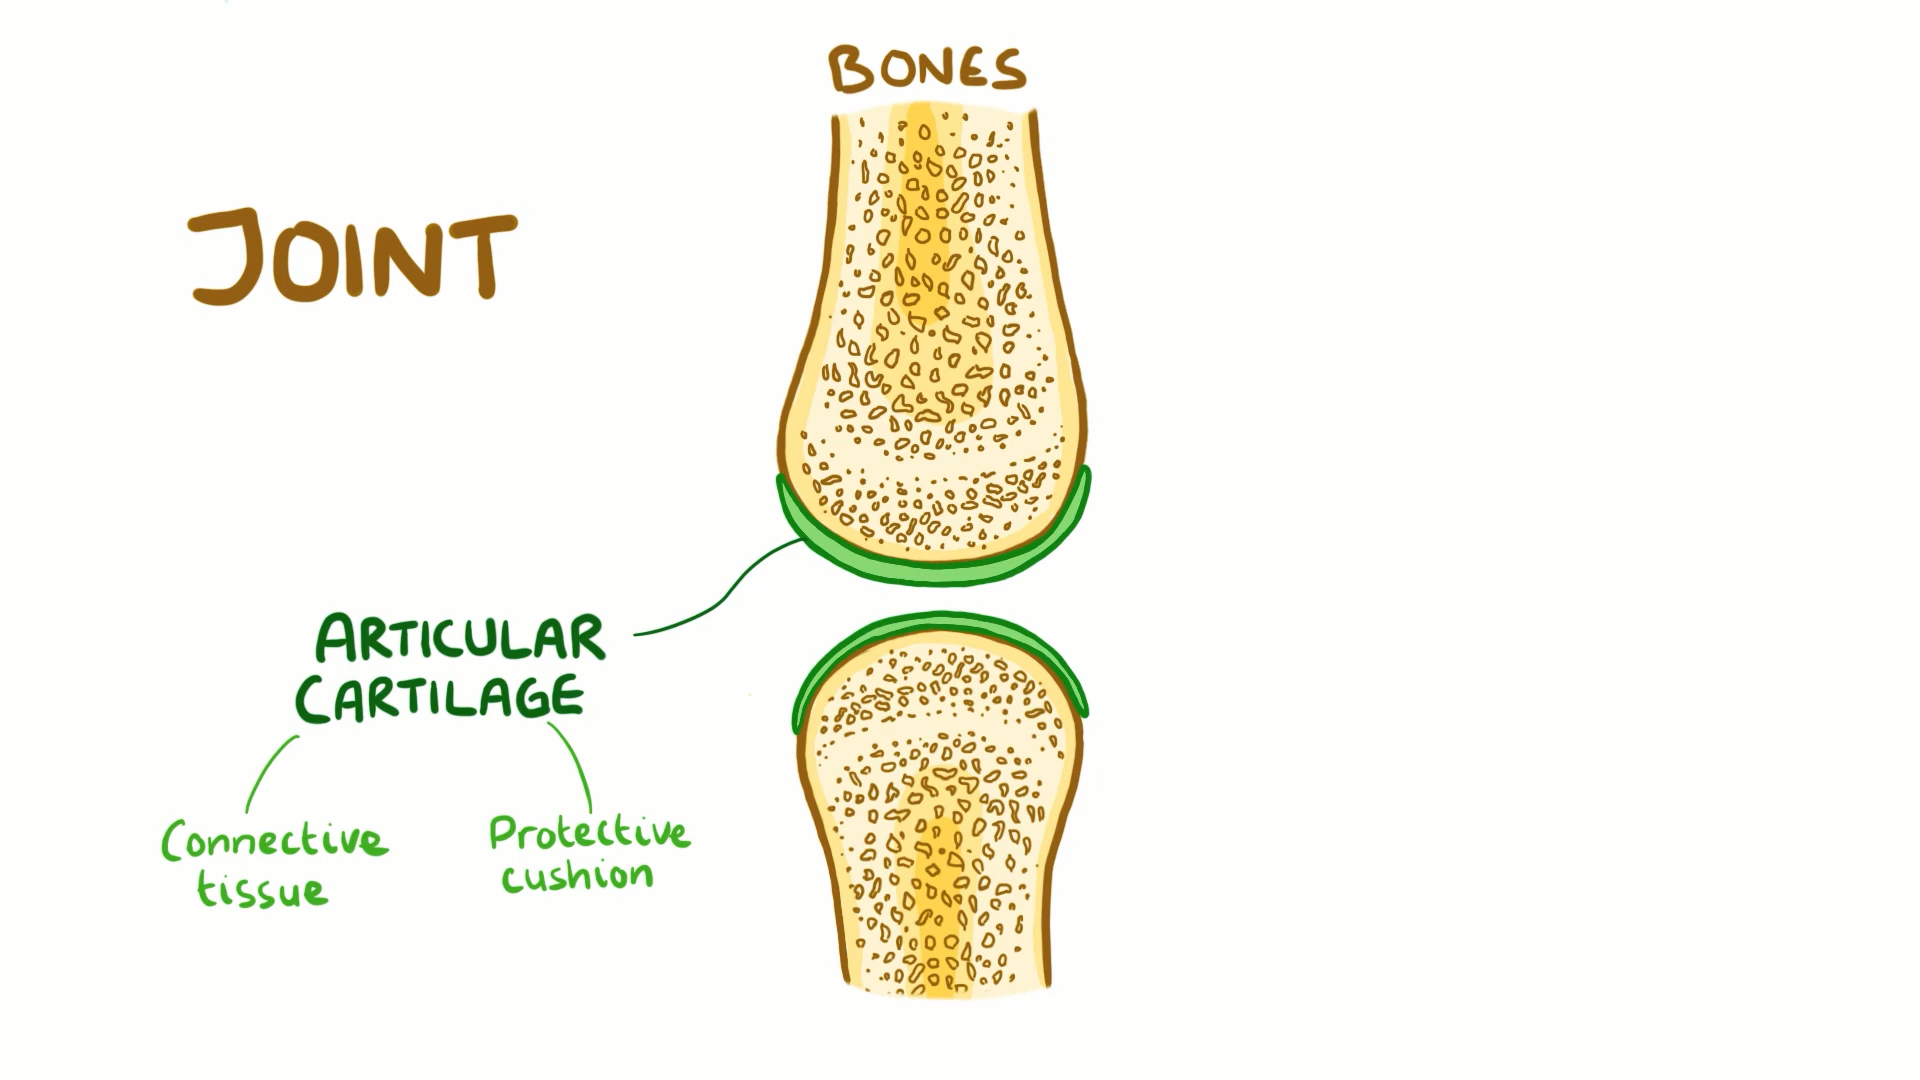 BONES
JOINT
ARTICULAR
CARTILAGE
Connective
tissue
Protective
cushion